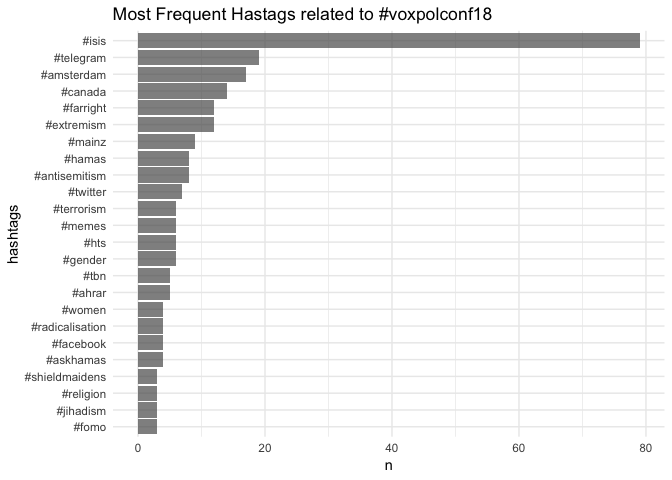 Most Frequent Hastags related to #voxpolconf18
hashtags
#isis
#telegram
#amsterdam
#canada
#farright
#extremism
#mainz
#hamas
#antisemitism
#twitter
#terrorism
#memes
#hts
#gender
#tbn
#ahrar
#women
#radicalisation
#facebook
#askhamas
#shieldmaidens
#religion
#jihadism
#fomo
0 20 40 60 80
n